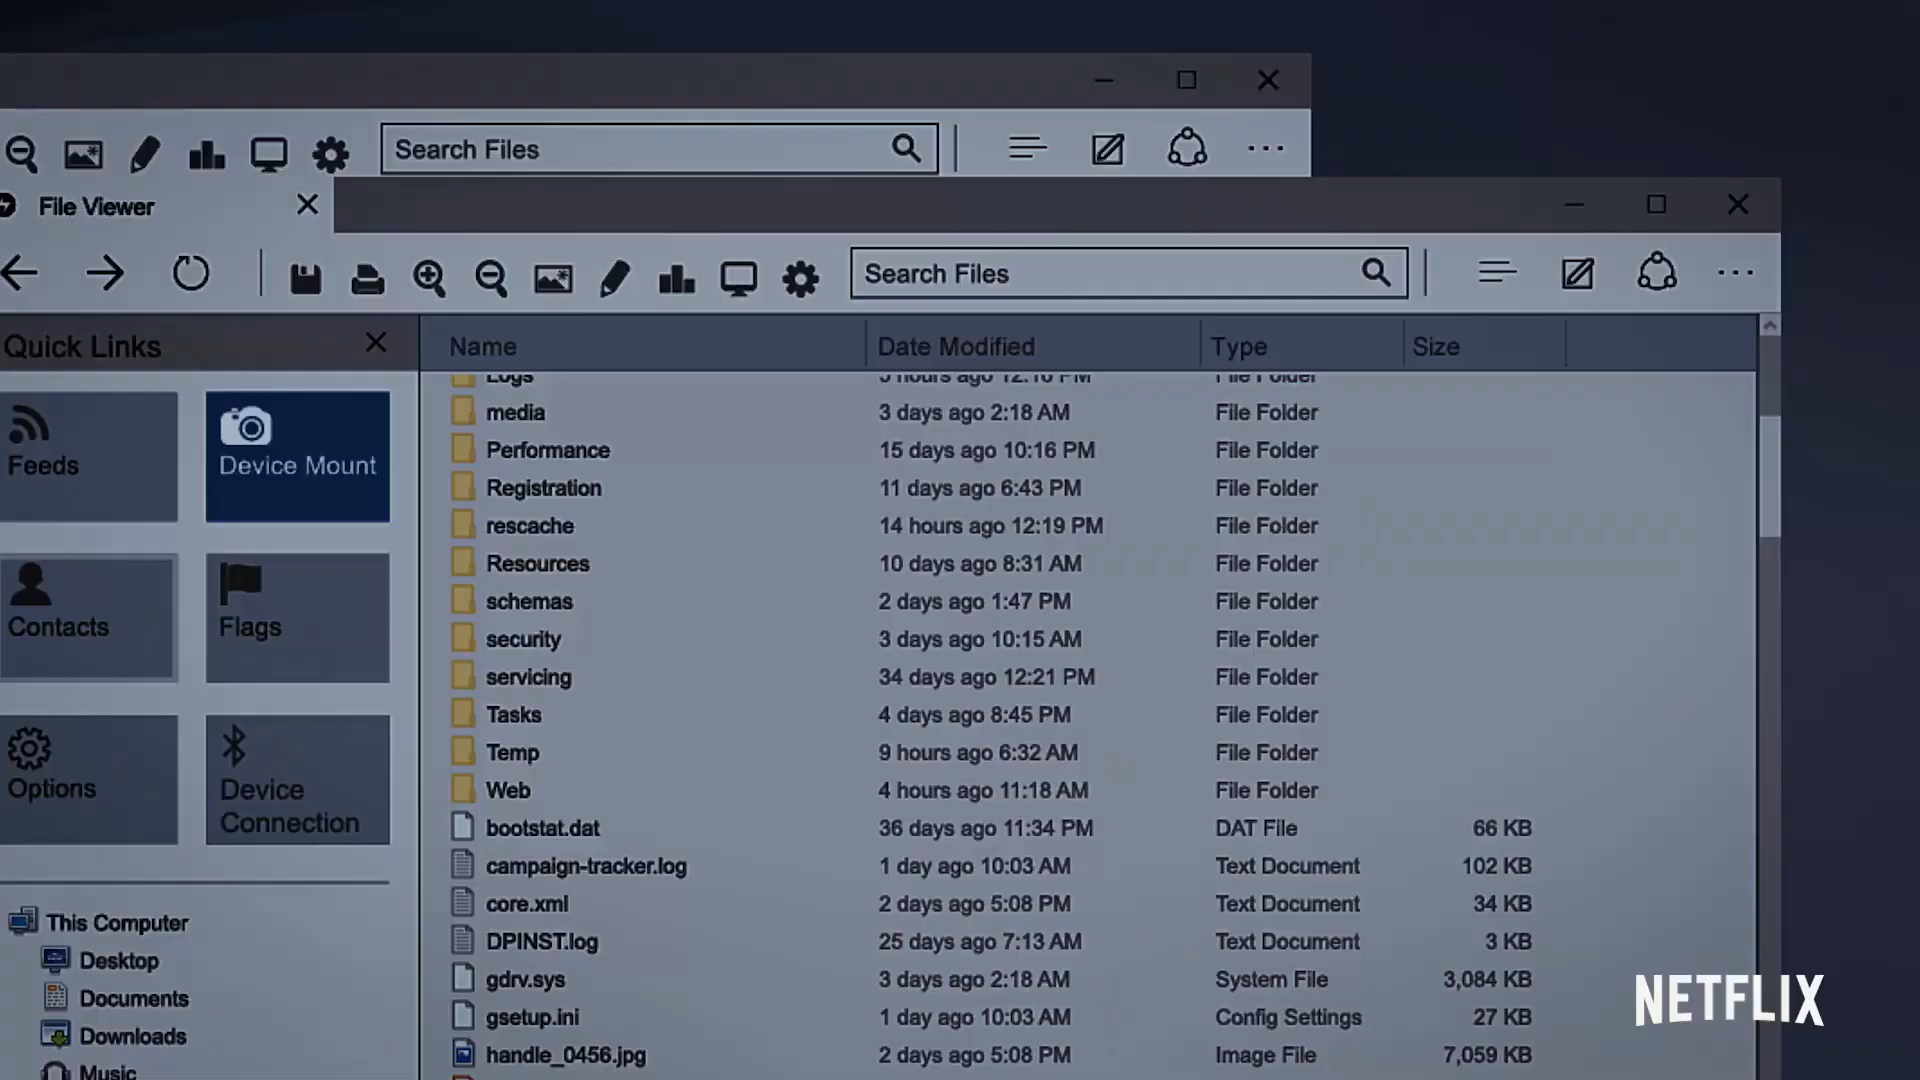 Search Files
File Viewer
Search Files
Quick Links
Name Date Modified Type Size
Logs 5 hours ago 12:16 PM File Folder
Feeds
Device Mount
media 3 days ago 2:18 AM File Folder
Performance 15 days ago 10:16 PM File Folder
Registration 11 days ago 6:43 PM File Folder
rescache 14 hours ago 12:19 PM File Folder
Resources 10 days ago 8:31 AM File Folder
Contacts
Flags
schemas 2 days ago 1:47 PM File Folder
security 3 days ago 10:15 AM File Folder
servicing 34 days ago 12:21 PM File Folder
Tasks 4 days ago 8:45 PM File Folder
Options
Device
Connection
Temp 9 hours ago 6:32 AM File Folder
Web 4 hours ago 11:18 AM File Folder
bootstat.dat 36 days ago 11:34 PM DAT File 66 KB
campaign-tracker.log 1 day ago 10:03 AM Text Document 102 KB
core.xml 2 days ago 5:08 PM Text Document 34 KB
DPINST.log 25 days ago 7:13 AM Text Document 3 KB
gdrv.sys 3 days ago 2:18 AM System File 3,084 KB
gsetup.ini 1 day ago 10:03 AM Config Settings 27 KB
handle_0456.jpg 2 days ago 5:08 PM Image File 7,059 KB
This Computer
Desktop
Documents
Downloads
Music
NETFLIX